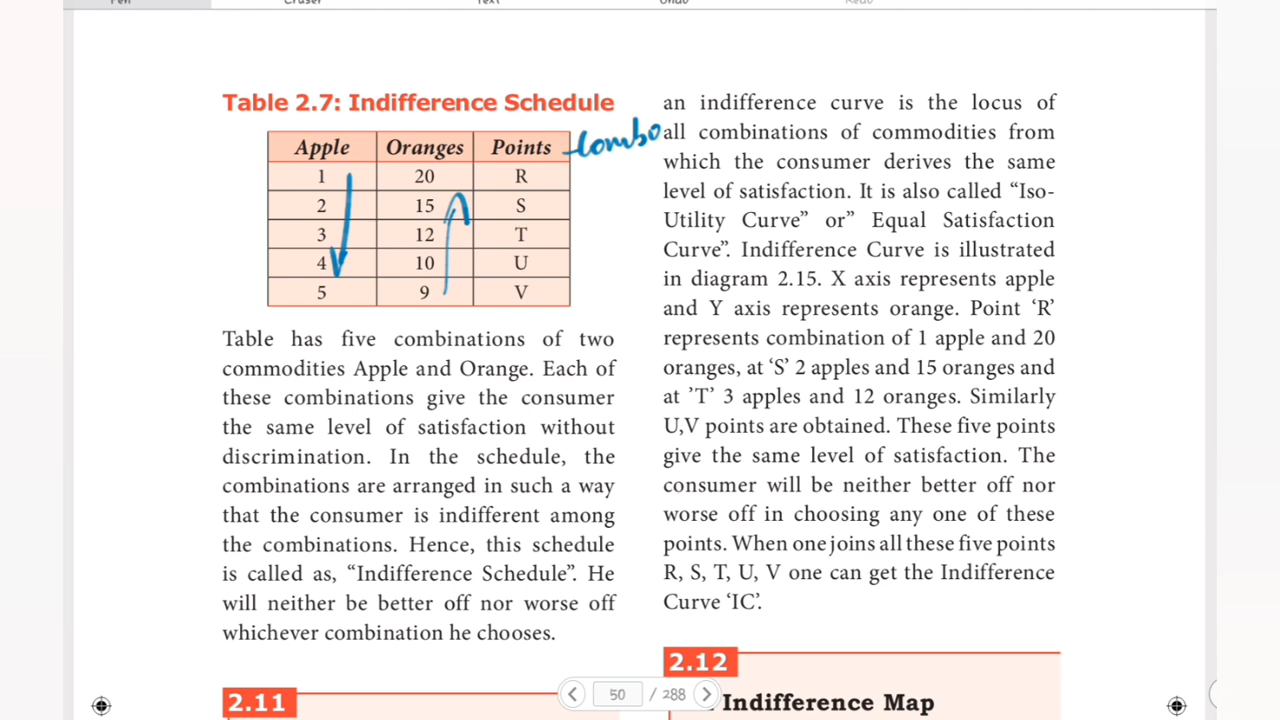 Pen Eraser Text Undo Redo
Table 2.7: Indifference Schedule
Apple Oranges Points -Combo
1 20 R
2 15 S
3 12 T
4 10 U
5 9 V
Table has five combinations of two
commodities Apple and Orange. Each of
these combinations give the consumer
the same level of satisfaction without
discrimination. In the schedule, the
combinations are arranged in such a way
that the consumer is indifferent among
the combinations. Hence, this schedule
is called as, “Indifference Schedule”. He
will neither be better off nor worse off
whichever combination he chooses.
2.11
an indifference curve is the locus of
all combinations of commodities from
which the consumer derives the same
level of satisfaction. It is also called “Iso-
Utility Curve” or” Equal Satisfaction
Curve”. Indifference Curve is illustrated
in diagram 2.15. X axis represents apple
and Y axis represents orange. Point ‘R’
represents combination of 1 apple and 20
oranges, at ‘S’ 2 apples and 15 oranges and
at ’T’ 3 apples and 12 oranges. Similarly
U,V points are obtained. These five points
give the same level of satisfaction. The
consumer will be neither better off nor
worse off in choosing any one of these
points. When one joins all these five points
R, S, T, U, V one can get the Indifference
Curve ‘IC’.
2.12
Indifference Map
50 / 288